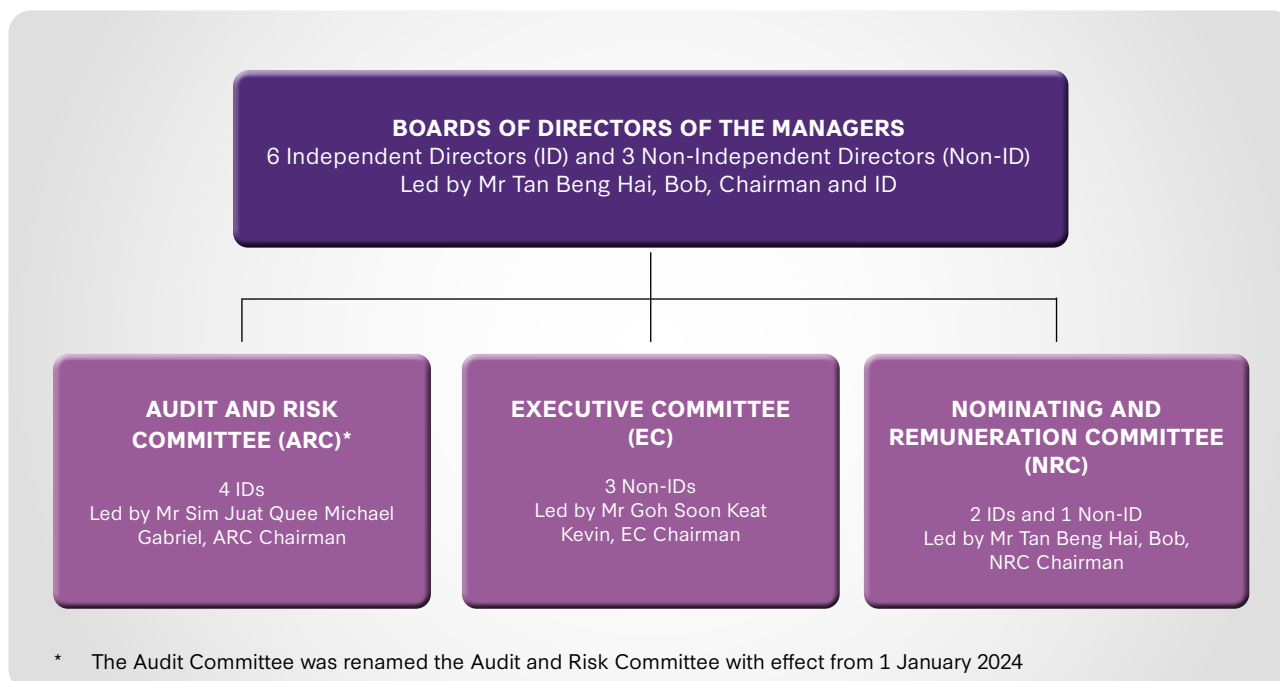 BOARDS OF DIRECTORS OF THE MANAGERS
6 Independent Directors (ID) and 3 Non-Independent Directors (Non-ID)
Led by Mr Tan Beng Hai, Bob, Chairman and ID
AUDIT AND RISK
COMMITTEE (ARC)*
4 IDs
Led by Mr Sim Juat Quee Michael
Gabriel, ARC Chairman
EXECUTIVE COMMITTEE
(EC)
3 Non-IDs
Led by Mr Goh Soon Keat
Kevin, EC Chairman
NOMINATING AND
REMUNERATION COMMITTEE
(NRC)
2 IDs and 1 Non-ID
Led by Mr Tan Beng Hai, Bob,
NRC Chairman
* The Audit Committee was renamed the Audit and Risk Committee with effect from 1 January 2024